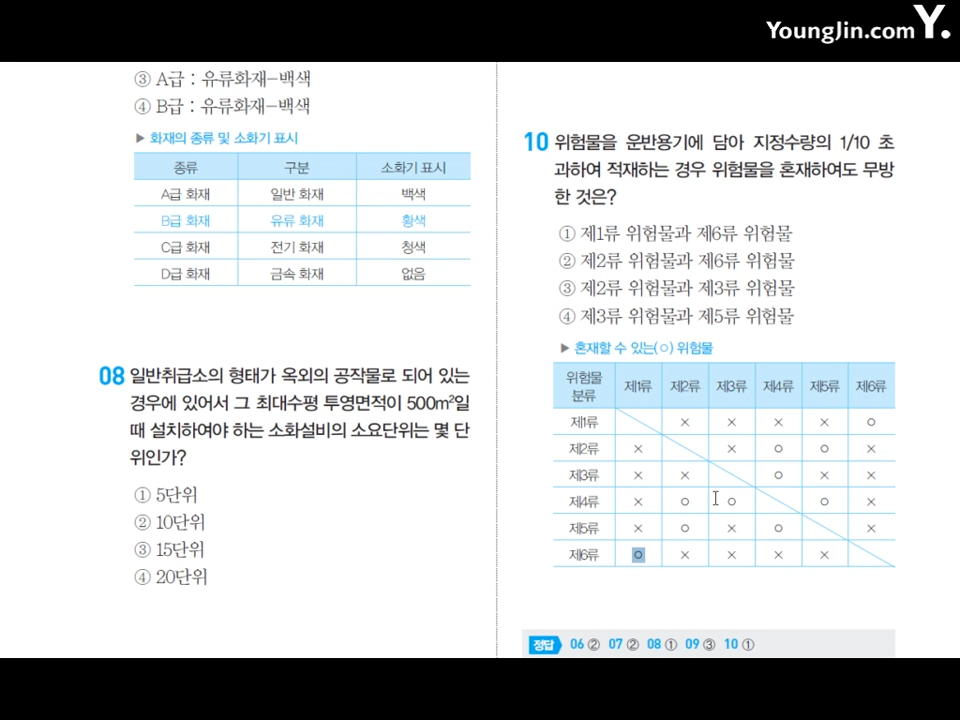 YoungJin.com Y.
③ A급 : 유류화재-백색
④ B급 : 유류화재-백색
▶ 화재의 종류 및 소화기 표시
종류 구분 소화기 표시
A급 화재 일반 화재 백색
B급 화재 유류 화재 황색
C급 화재 전기 화재 청색
D급 화재 금속 화재 없음
08 일반취급소의 형태가 옥외의 공작물로 되어 있는
경우에 있어서 그 최대수평 투영면적이 500m²일
때 설치하여야 하는 소화설비의 소요단위는 몇 단
위인가?
① 5단위
② 10단위
③ 15단위
④ 20단위
10 위험물을 운반용기에 담아 지정수량의 1/10 초
과하여 적재하는 경우 위험물을 혼재하여도 무방
한 것은?
① 제1류 위험물과 제6류 위험물
② 제2류 위험물과 제6류 위험물
③ 제2류 위험물과 제3류 위험물
④ 제3류 위험물과 제5류 위험물
▶ 혼재할 수 있는(○) 위험물
위험물
분류 제1류 제2류 제3류 제4류 제5류 제6류
제1류 × × × × ○
제2류 × × ○ ○ ×
제3류 × × ○ × ×
제4류 × ○ ○ ○ ×
제5류 × ○ × ○ ×
제6류 ○ × × × ×
정답 06 ② 07 ② 08 ① 09 ③ 10 ①